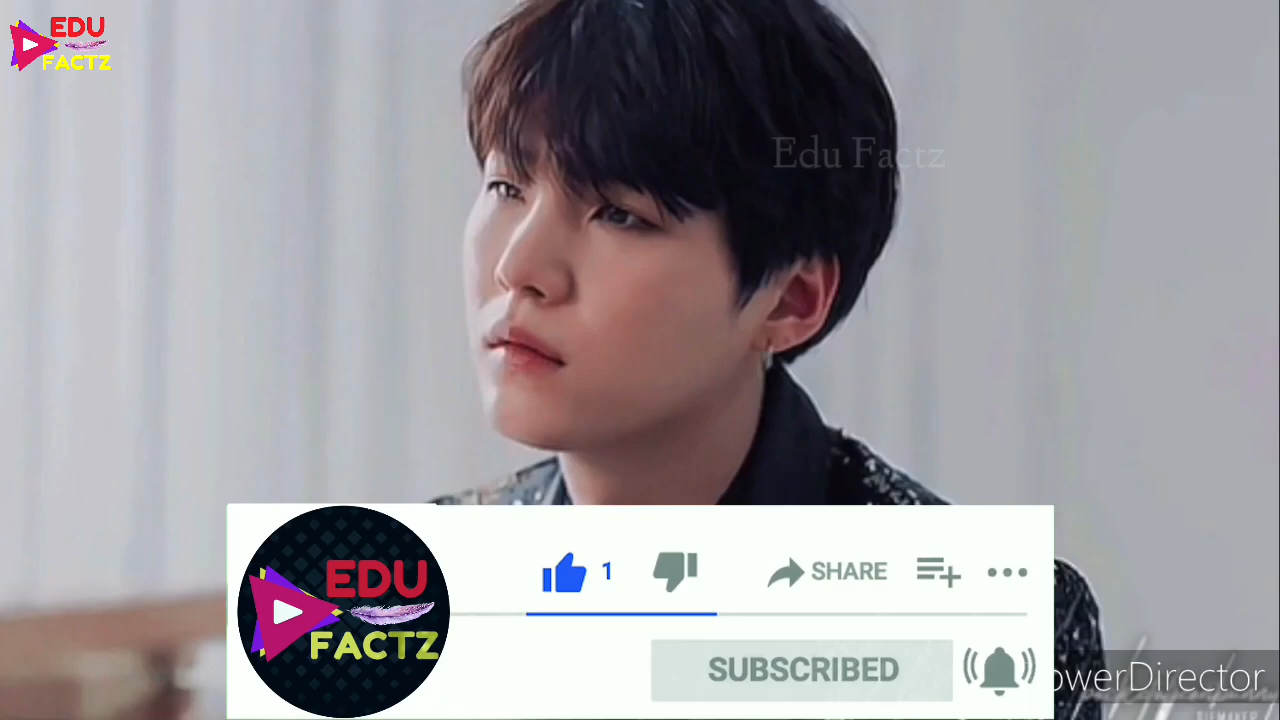 EDU
FACTZ
Edu Factz
EDU
FACTZ
1
SHARE
SUBSCRIBED
owerDirector